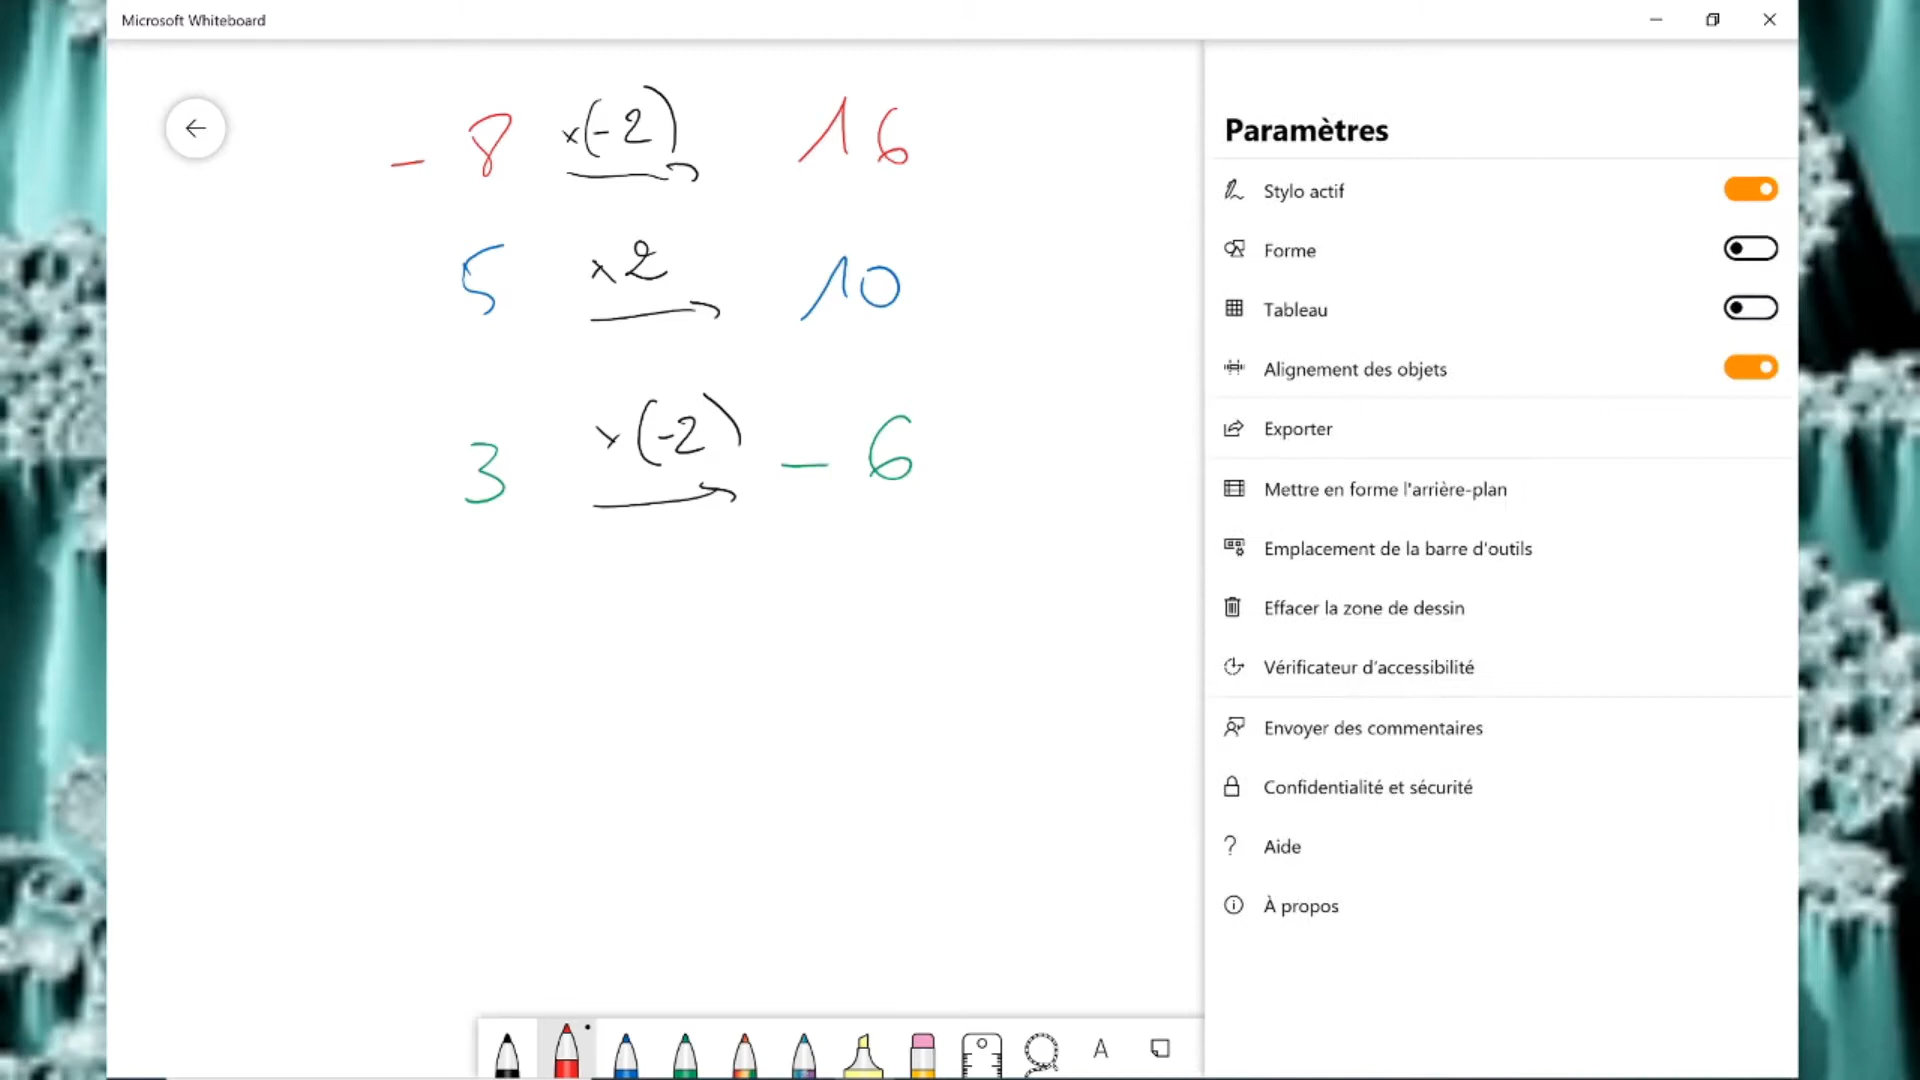 Microsoft Whiteboard
- 8 ×(-2) 16
5 ×2 10
3 ×(-2) - 6
Paramètres
Stylo actif
Forme
Tableau
Alignement des objets
Exporter
Mettre en forme l'arrière-plan
Emplacement de la barre d'outils
Effacer la zone de dessin
Vérificateur d'accessibilité
Envoyer des commentaires
Confidentialité et sécurité
Aide
À propos